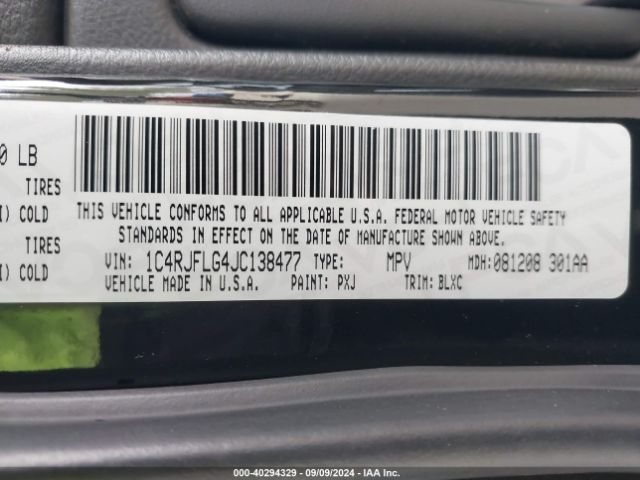 0 LB
TIRES
I) COLD
TIRES
I) COLD
THIS VEHICLE CONFORMS TO ALL APPLICABLE U.S.A. FEDERAL MOTOR VEHICLE SAFETY
STANDARDS IN EFFECT ON THE DATE OF MANUFACTURE SHOWN ABOVE.
VIN: 1C4RJFLG4JC138477 TYPE: MPV MDH:081208 301AA
VEHICLE MADE IN U.S.A. PAINT: PXJ TRIM: BLXC
000-40294329 - 09/09/2024 - IAA Inc.